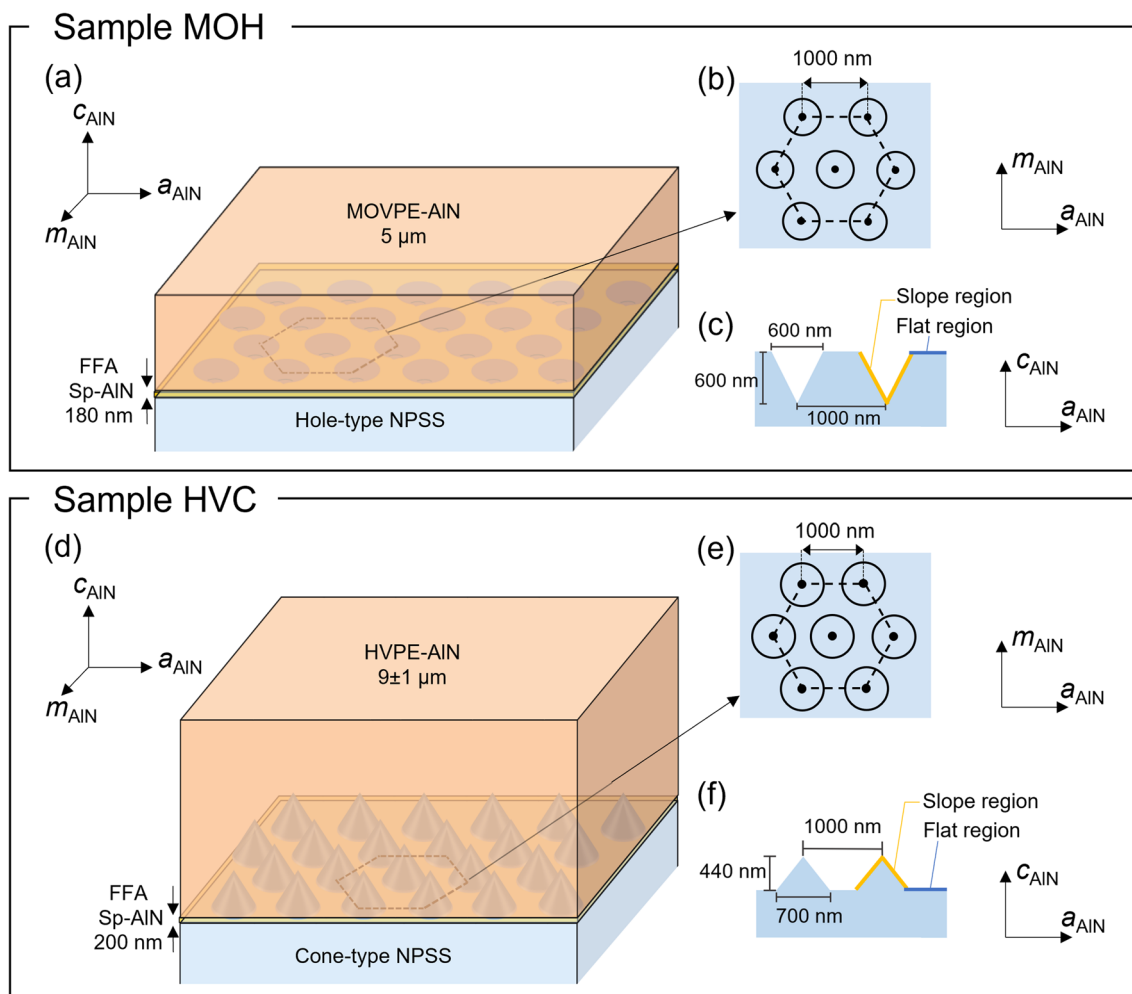 Sample MOH
(a)
cAlN
aAlN
mAlN
MOVPE-AlN
5 μm
FFA
Sp-AlN
180 nm
Hole-type NPSS
(b)
1000 nm
mAlN
aAlN
(c)
600 nm
600 nm
1000 nm
Slope region
Flat region
cAlN
aAlN
Sample HVC
(d)
cAlN
aAlN
mAlN
HVPE-AlN
9±1 μm
FFA
Sp-AlN
200 nm
Cone-type NPSS
(e)
1000 nm
mAlN
aAlN
(f)
1000 nm
440 nm
700 nm
Slope region
Flat region
cAlN
aAlN